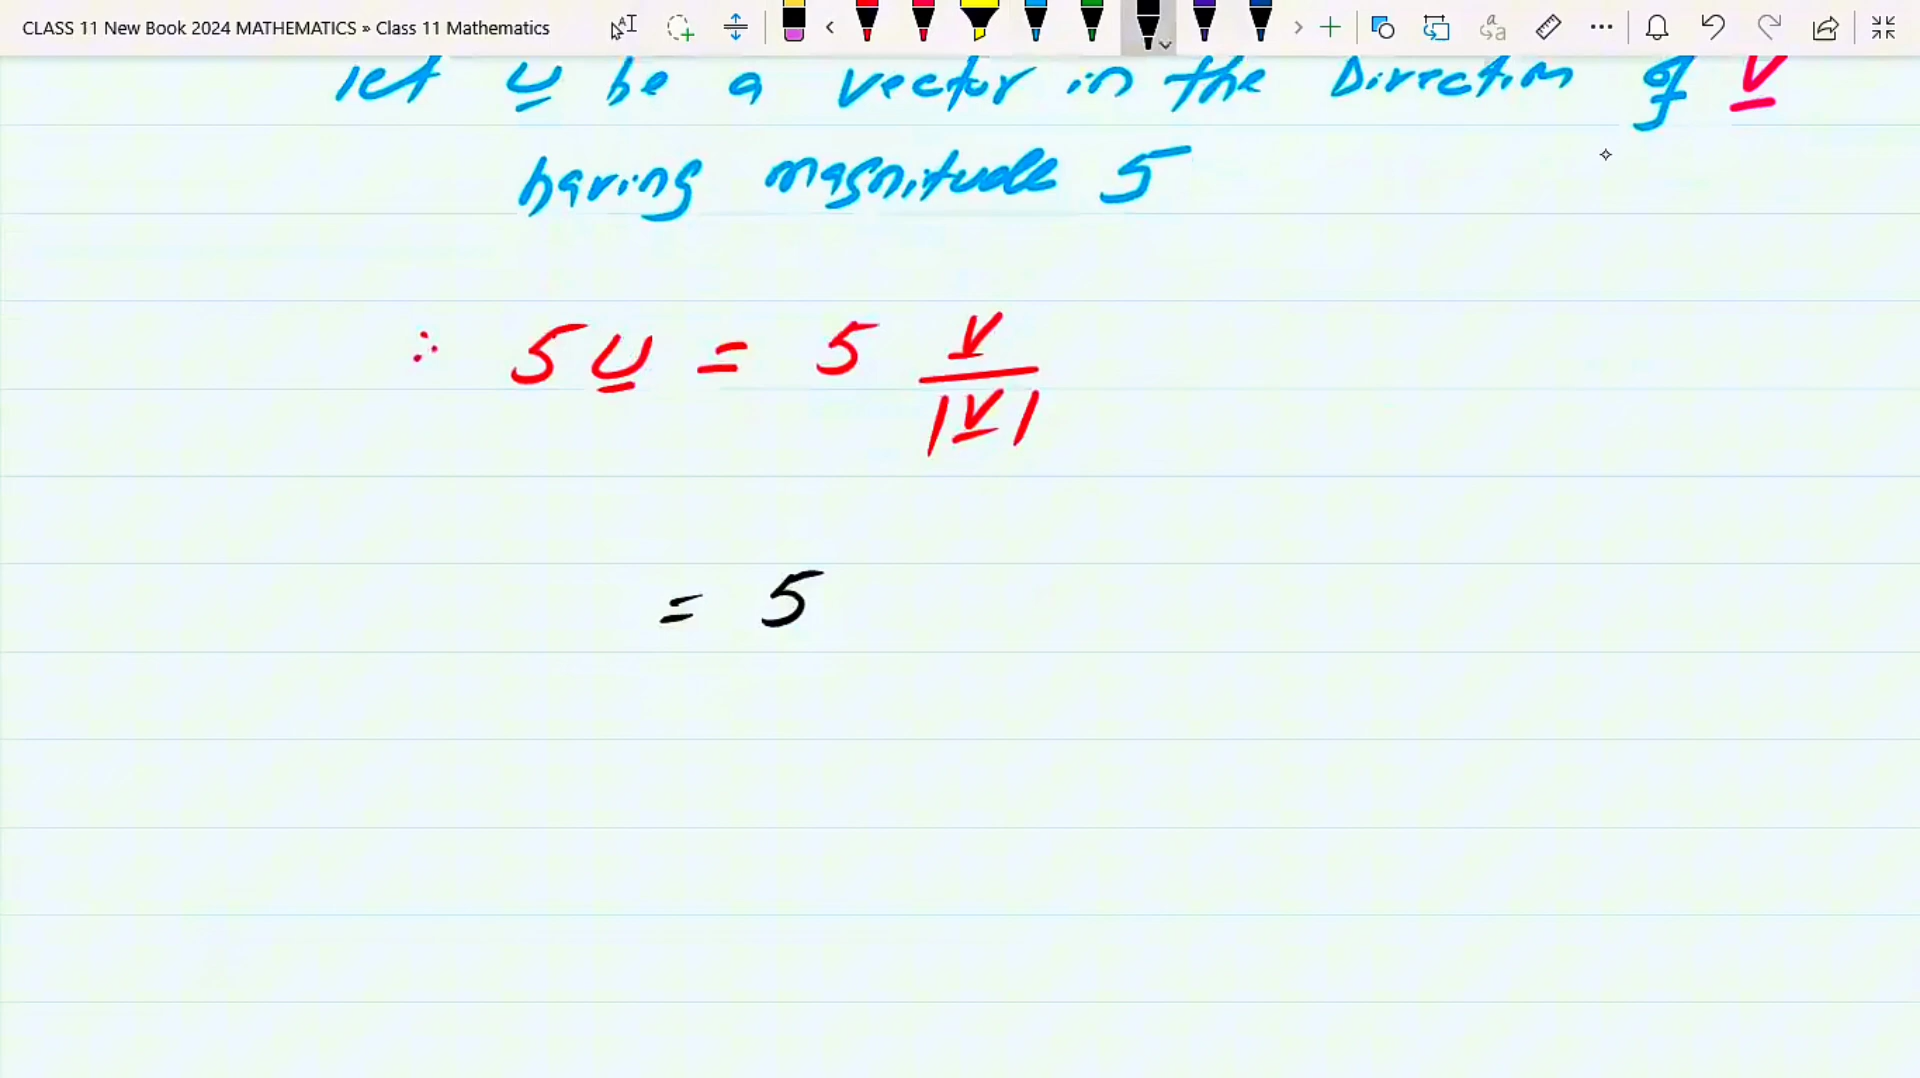 CLASS 11 New Book 2024 MATHEMATICS » Class 11 Mathematics
let u be a vector in the Direction of v
having magnitude 5
∴ 5u = 5 v/|v|
= 5